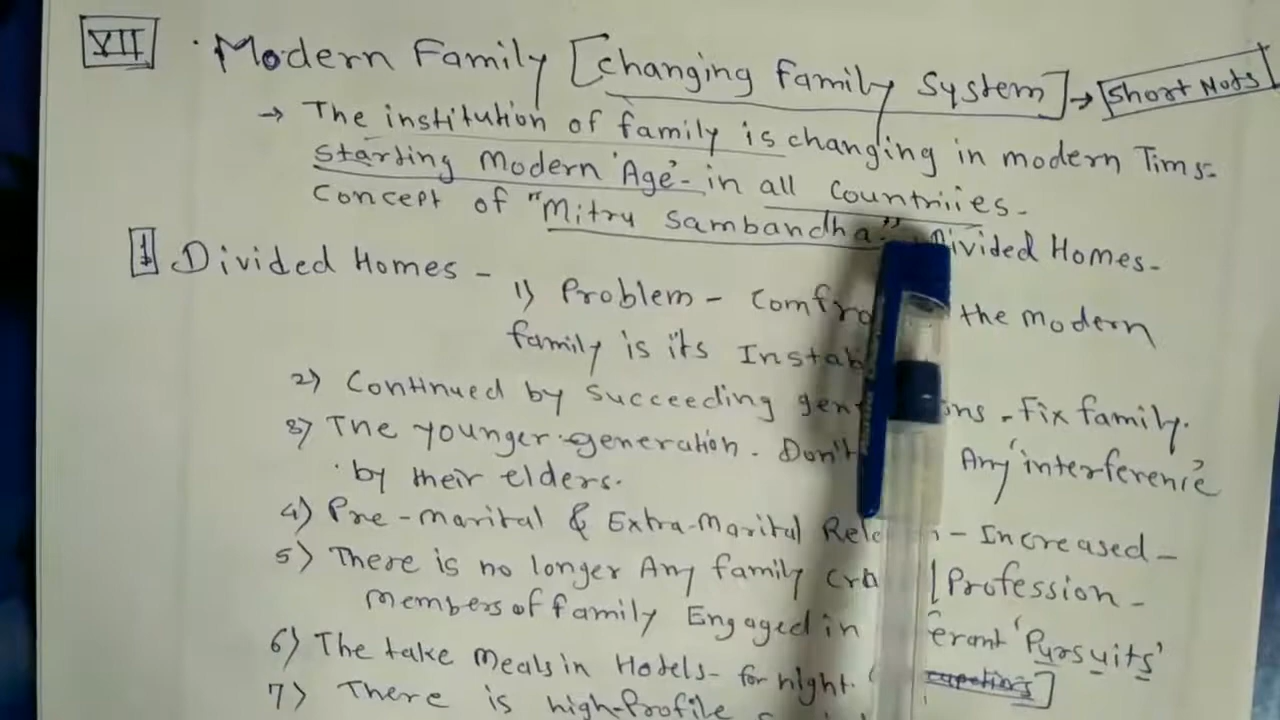 VII Modern Family [changing family System] → Short Nots
→ The institution of family is changing in modern Tims-
starting Modern 'Age'- in all Countriies-
Concept of "Mitru Sambandha" Divided Homes-
1 Divided Homes -
1) Problem - Comfro the modern
family is its Instab
2) Continued by Succeeding gen ons - Fix family.
3) The younger generation. Don't Any 'interference
by their elders.
4) Pre-marital & Extra-Marital Rel n - Increased -
5) There is no longer Any family cra / Profession -
Members of family Engaged in erant 'Pursuits'
6) The take Meals in Hotels- for night. ]
7) There is high-Profile